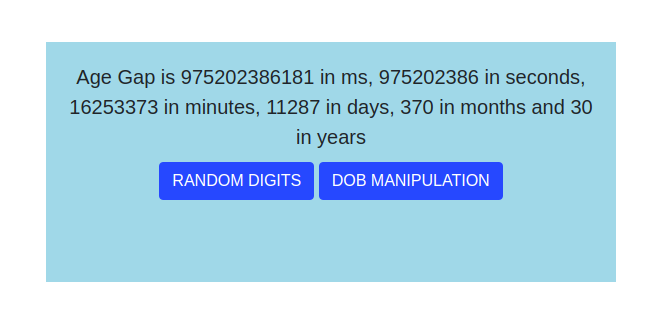 Age Gap is 975202386181 in ms, 975202386 in seconds,
16253373 in minutes, 11287 in days, 370 in months and 30
in years
RANDOM DIGITS DOB MANIPULATION